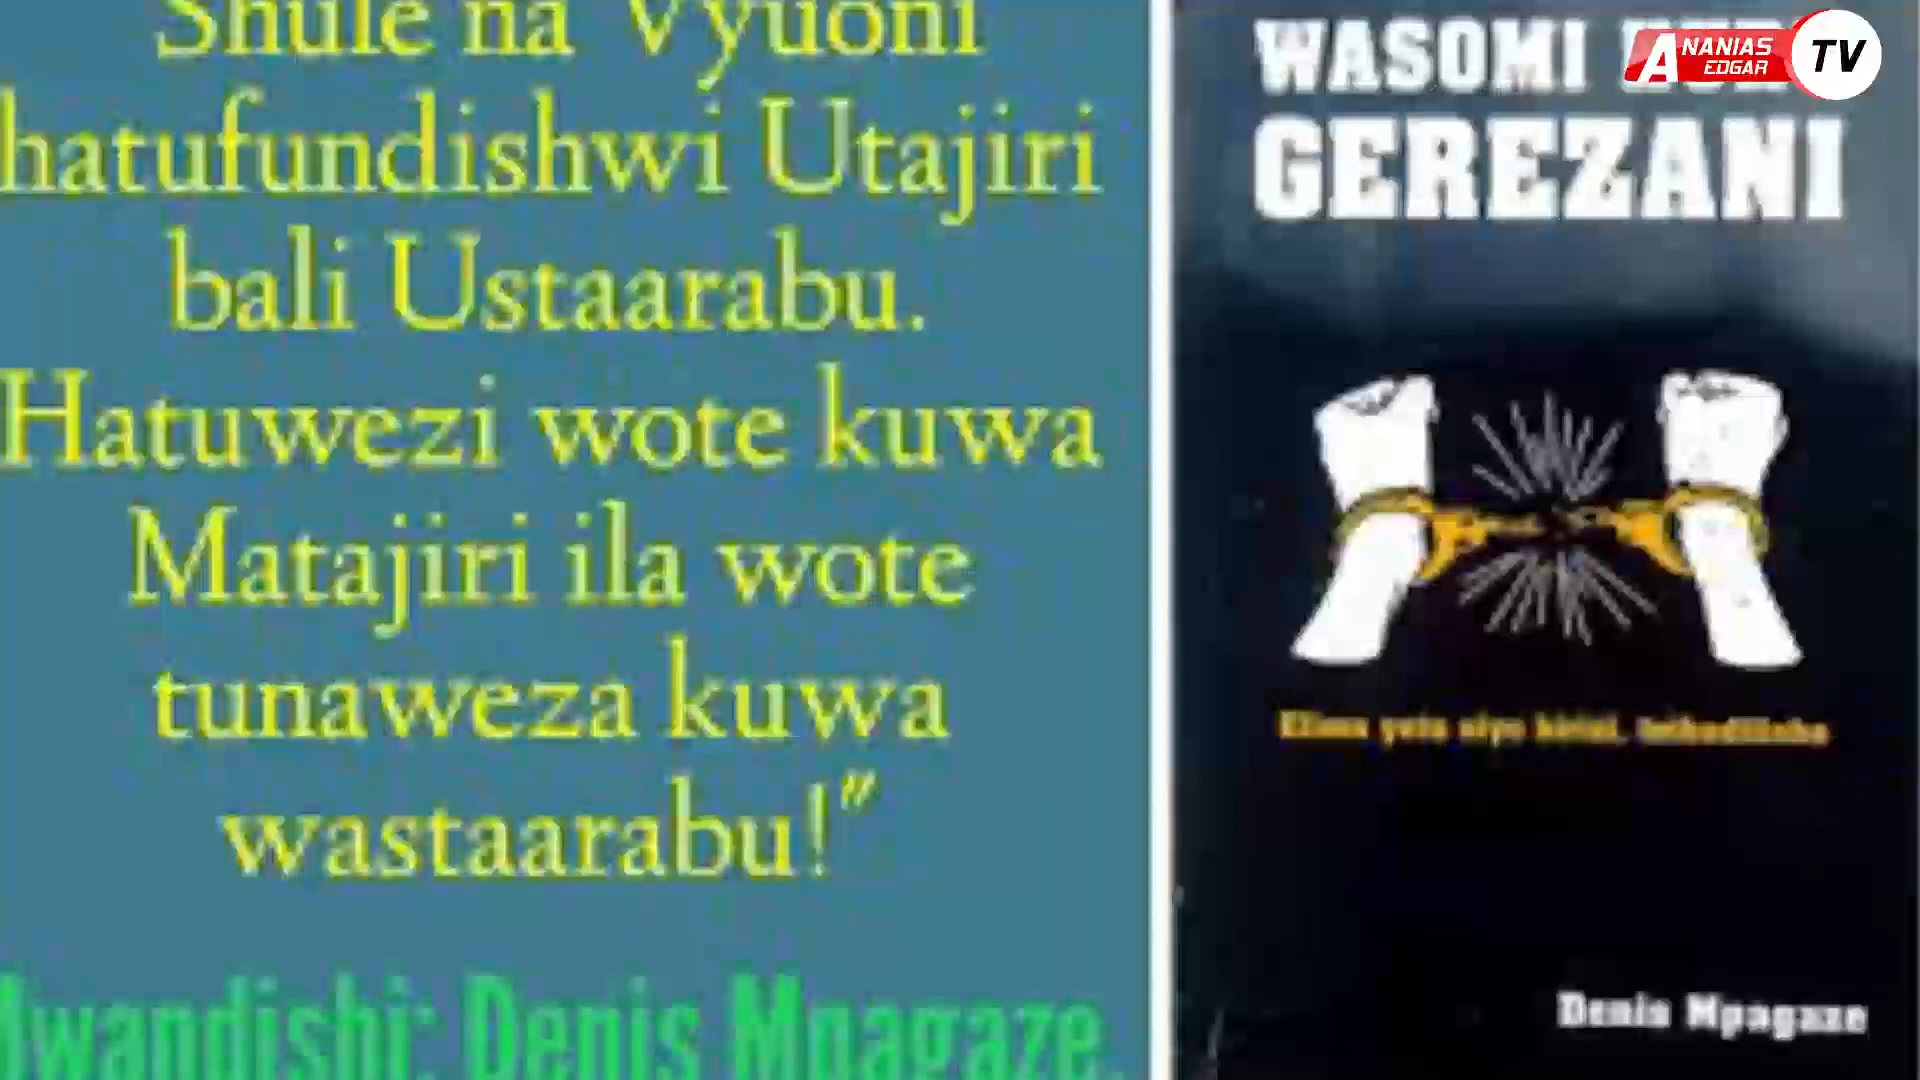 Shule na Vyuoni
hatufundishwi Utajiri
bali Ustaarabu.
Hatuwezi wote kuwa
Matajiri ila wote
tunaweza kuwa
wastaarabu!"
Mwandishi: Denis Mpagaze.
WASOMI
GEREZANI
Denis Mpagaze
ANANIAS
EDGAR
TV